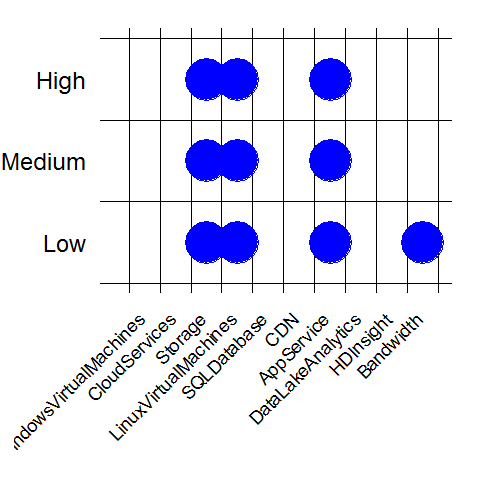 High
Medium
Low
ndowsVirtualMachines
CloudServices
Storage
LinuxVirtualMachines
SQLDatabase
CDN
AppService
DataLakeAnalytics
HDInsight
Bandwidth